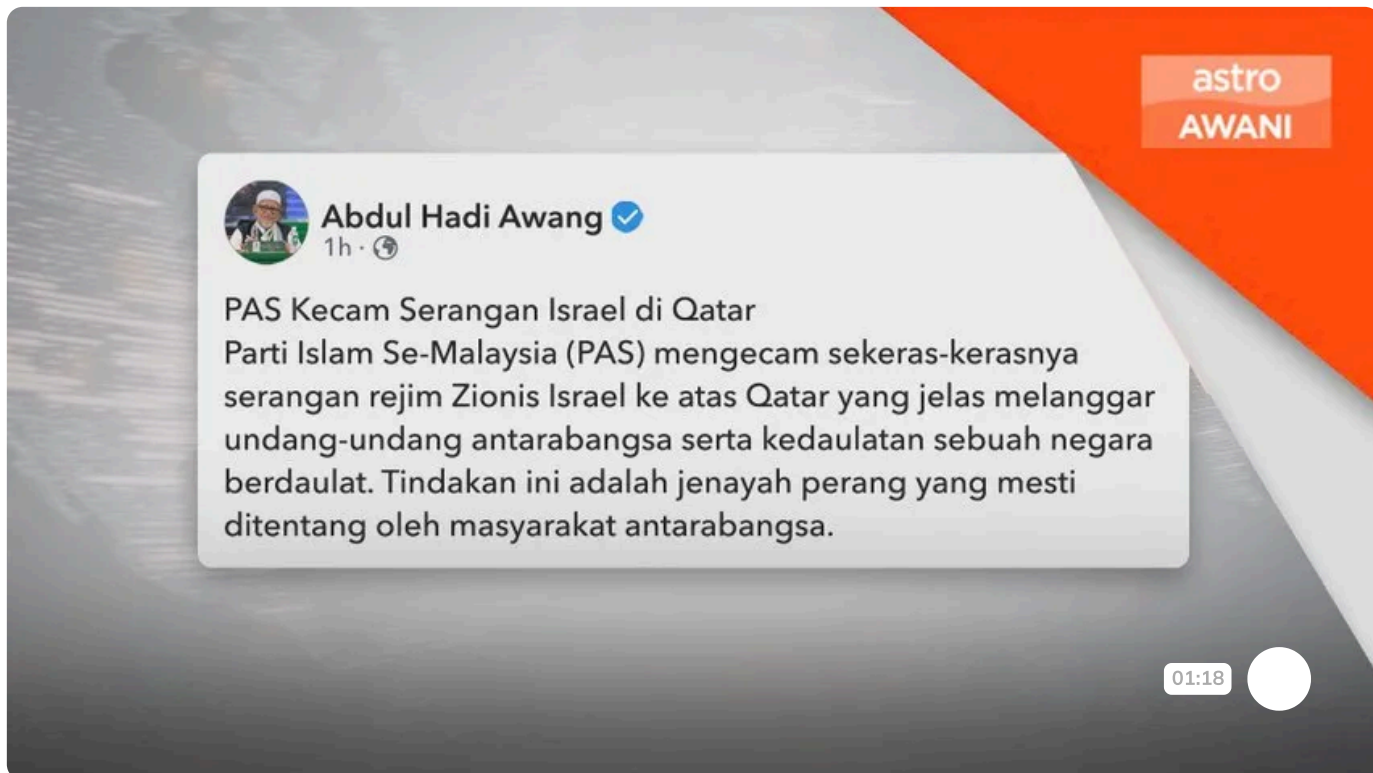 astro
AWANI
Abdul Hadi Awang
1h ·
PAS Kecam Serangan Israel di Qatar
Parti Islam Se-Malaysia (PAS) mengecam sekeras-kerasnya
serangan rejim Zionis Israel ke atas Qatar yang jelas melanggar
undang-undang antarabangsa serta kedaulatan sebuah negara
berdaulat. Tindakan ini adalah jenayah perang yang mesti
ditentang oleh masyarakat antarabangsa.
01:18